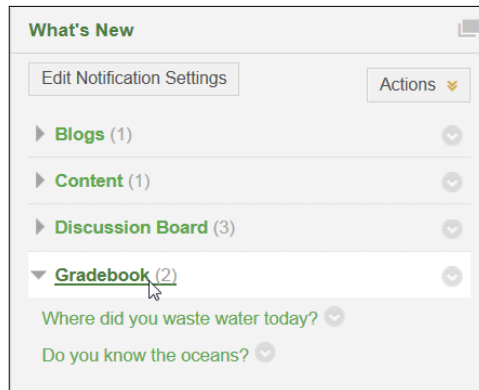 What's New
Edit Notification Settings
Actions
Blogs (1)
Content (1)
Discussion Board (3)
Gradebook (2)
Where did you waste water today?
Do you know the oceans?